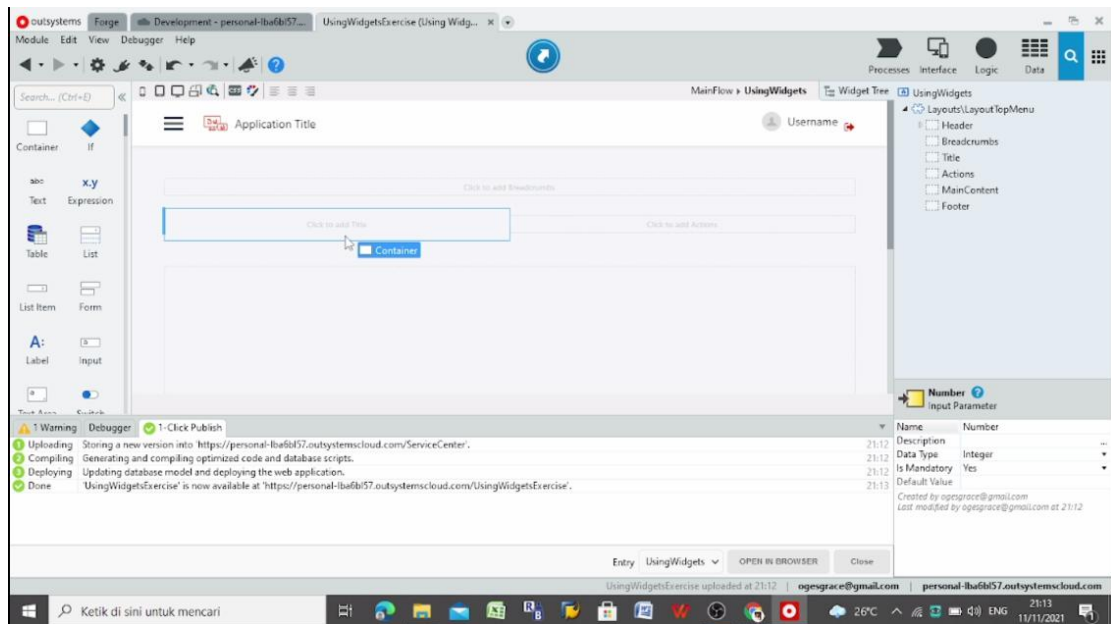 outsystems Forge Development - personal-lba6bl57.... UsingWidgetsExercise (Using Widg...
Module Edit View Debugger Help
Processes Interface Logic Data
Search... (Ctrl+E)
MainFlow UsingWidgets Widget Tree
UsingWidgets
Layouts\LayoutTopMenu
Header
Breadcrumbs
Title
Actions
MainContent
Footer
Container If
abc x.y
Text Expression
Table List
List Item Form
A:
Label Input
Application Title
Username
Click to add Breadcrumbs
Click to add Title Click to add Actions
Container
Number
Input Parameter
1 Warning Debugger 1-Click Publish
1 Uploading Storing a new version into 'https://personal-lba6bl57.outsystemscloud.com/ServiceCenter'. 21:12
2 Compiling Generating and compiling optimized code and database scripts. 21:12
3 Deploying Updating database model and deploying the web application. 21:12
Done 'UsingWidgetsExercise' is now available at 'https://personal-lba6bl57.outsystemscloud.com/UsingWidgetsExercise'. 21:13
Name Number
Description ...
Data Type Integer
Is Mandatory Yes
Default Value
Created by ogesgrace@gmail.com
Last modified by ogesgrace@gmail.com at 21:12
Entry UsingWidgets OPEN IN BROWSER Close
UsingWidgetsExercise uploaded at 21:12 | ogesgrace@gmail.com | personal-lba6bl57.outsystemscloud.com
Ketik di sini untuk mencari
26°C ENG
21:13
11/11/2021